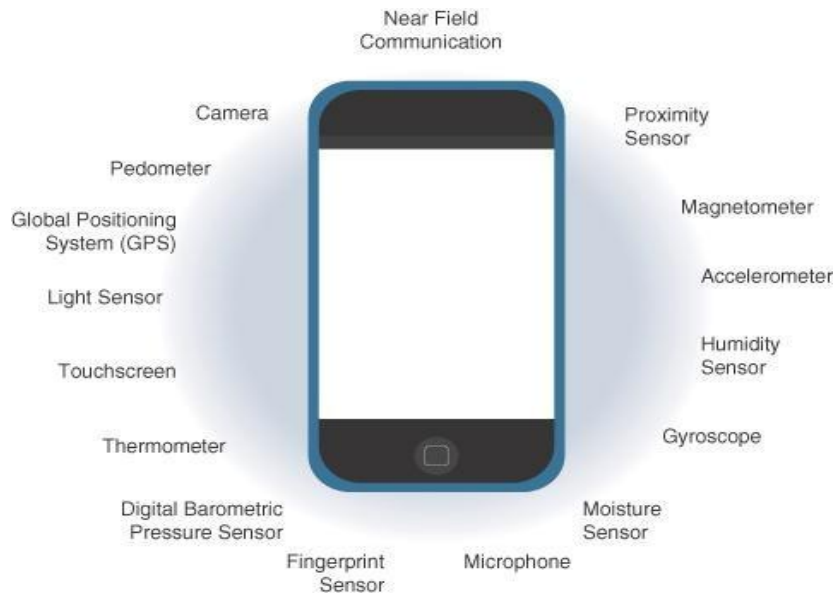 Near Field
Communication
Camera
Proximity
Sensor
Pedometer
Magnetometer
Global Positioning
System (GPS)
Accelerometer
Light Sensor
Humidity
Sensor
Touchscreen
Gyroscope
Thermometer
Digital Barometric
Pressure Sensor
Moisture
Sensor
Fingerprint
Sensor
Microphone